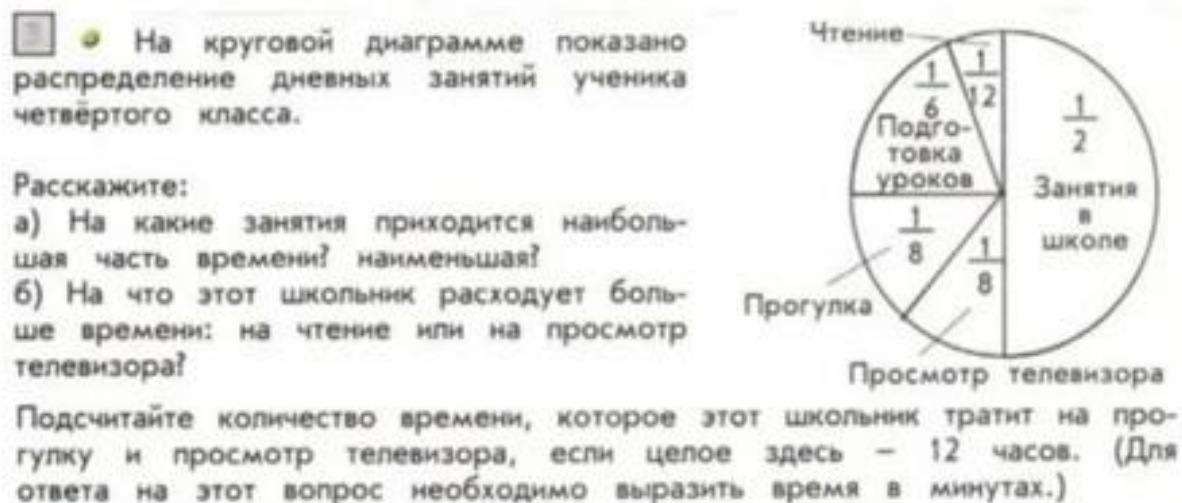 На круговой диаграмме показано
распределение дневных занятий ученика
четвёртого класса.
Расскажите:
а) На какие занятия приходится наиболь-
шая часть времени? наименьшая?
б) На что этот школьник расходует боль-
ше времени: на чтение или на просмотр
телевизора?
Чтение
1/12
1/6
Подго-
товка
уроков
1/2
Занятия
в
школе
1/8
1/8
Прогулка
Просмотр телевизора
Подсчитайте количество времени, которое этот школьник тратит на про-
гулку и просмотр телевизора, если целое здесь – 12 часов. (Для
ответа на этот вопрос необходимо выразить время в минутах.)